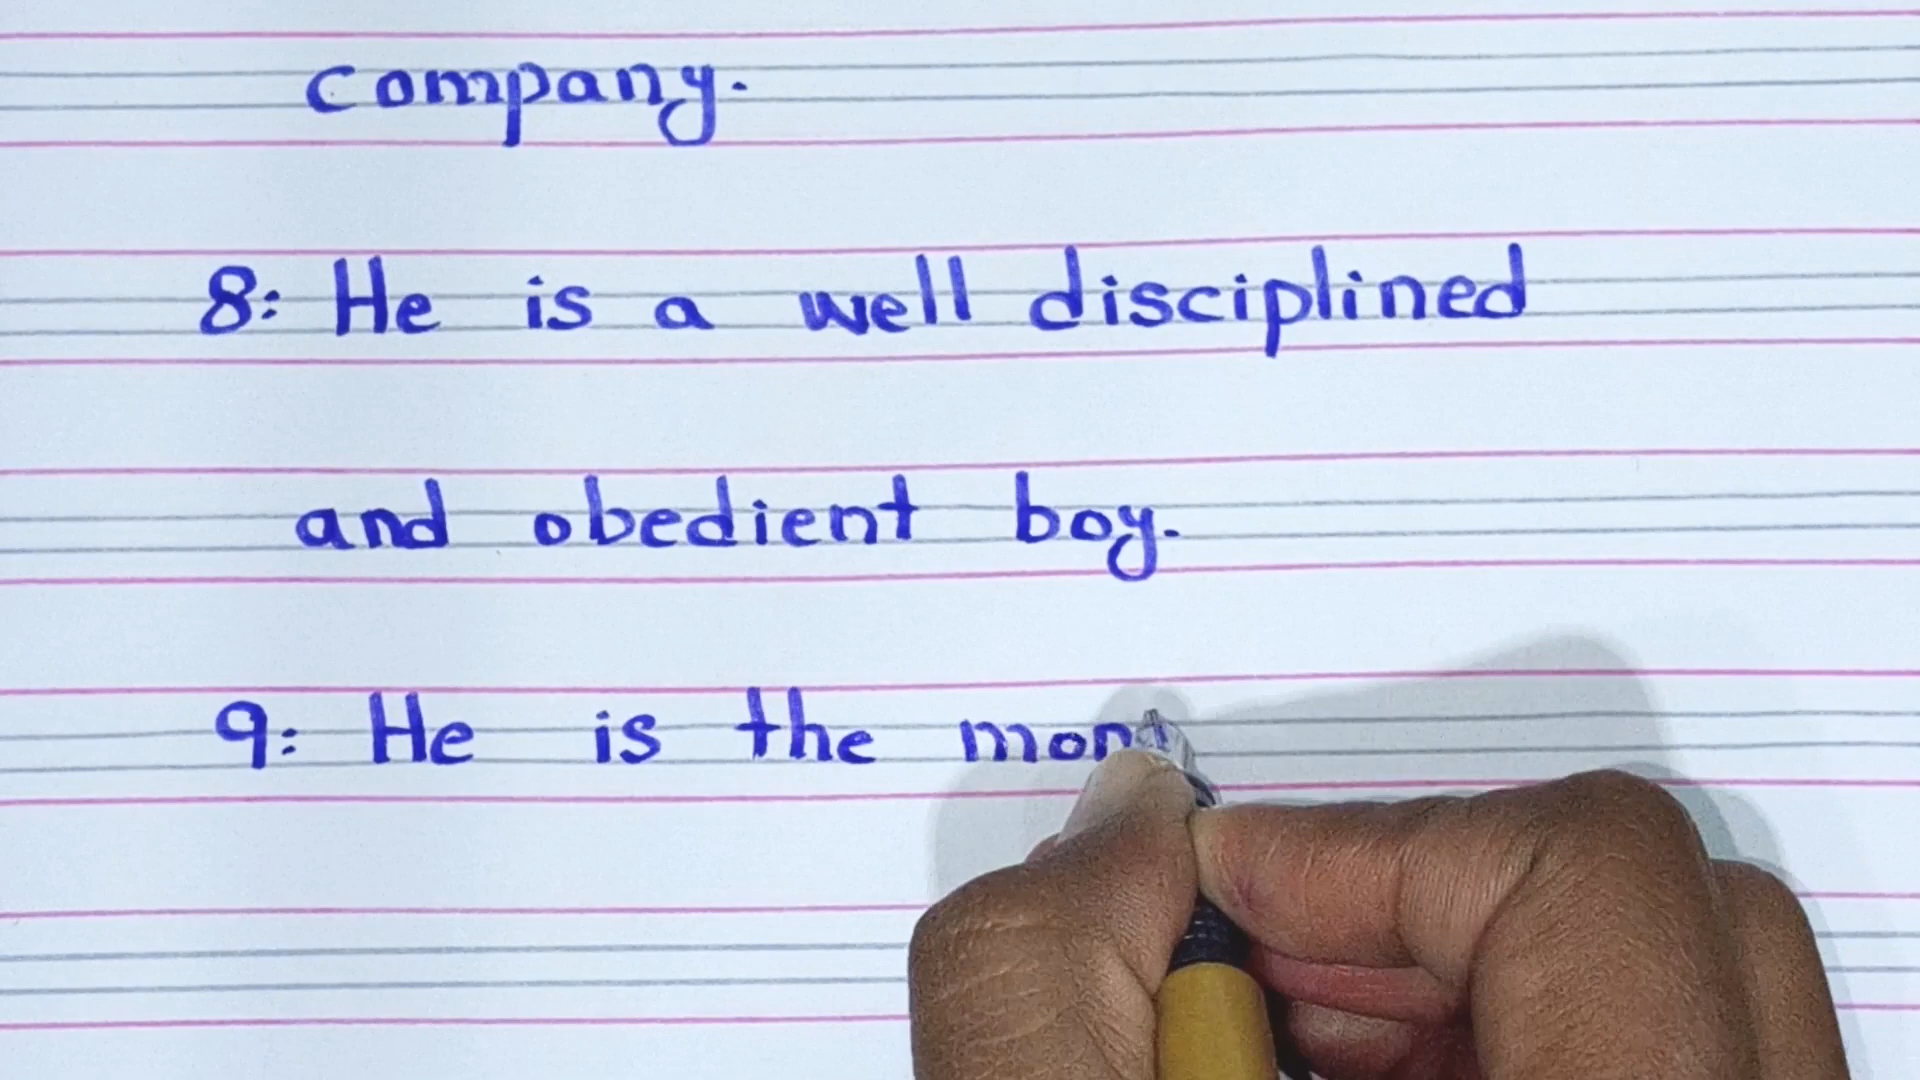 company.
8: He is a well disciplined
and obedient boy.
9: He is the